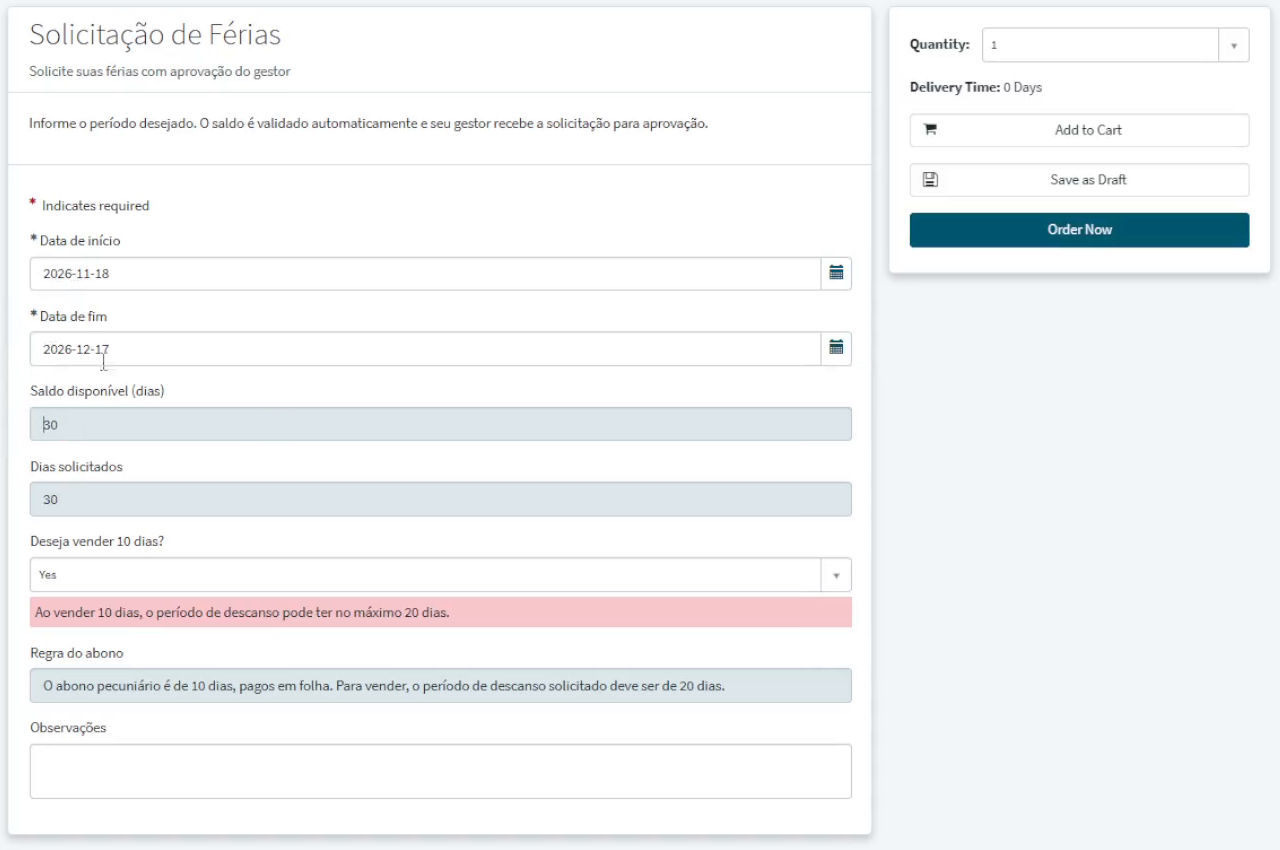 Solicitação de Férias
Solicite suas férias com aprovação do gestor
Informe o período desejado. O saldo é validado automaticamente e seu gestor recebe a solicitação para aprovação.
* Indicates required
* Data de início
2026-11-18
* Data de fim
2026-12-17
Saldo disponível (dias)
30
Dias solicitados
30
Deseja vender 10 dias?
Yes
Ao vender 10 dias, o período de descanso pode ter no máximo 20 dias.
Regra do abono
O abono pecuniário é de 10 dias, pagos em folha. Para vender, o período de descanso solicitado deve ser de 20 dias.
Observações
Quantity: 1
Delivery Time: 0 Days
Add to Cart
Save as Draft
Order Now